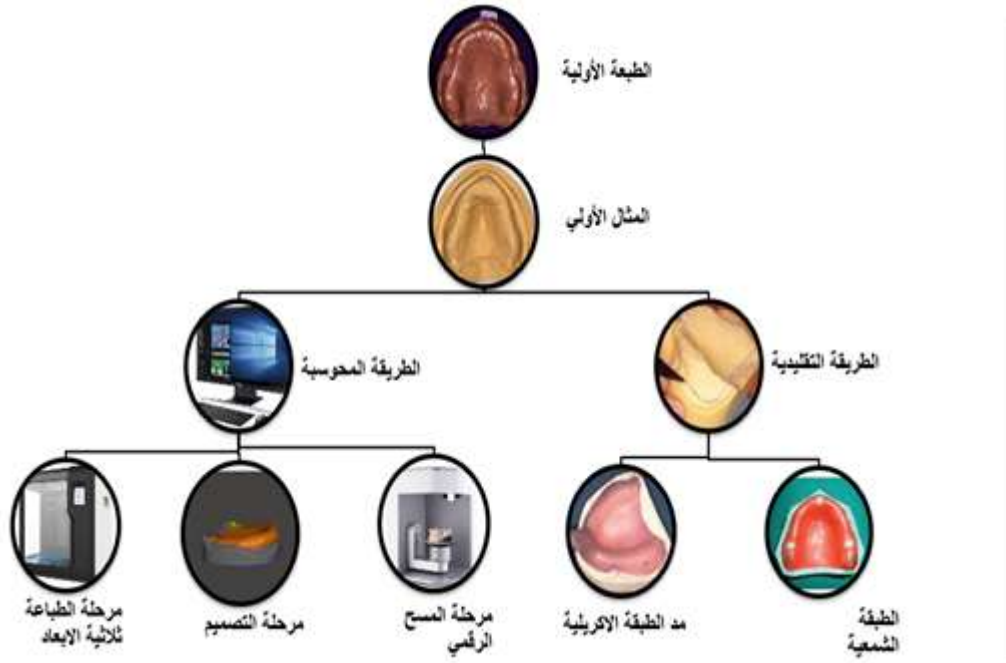 الطبعة الأولية
المثال الأولي
الطريقة التقليدية
الطريقة المحوسبة
الطبقة
الشمعية
مد الطبقة الاكريلية
مرحلة المسح
الرقمي
مرحلة التصميم
مرحلة الطباعة
ثلاثية الابعاد